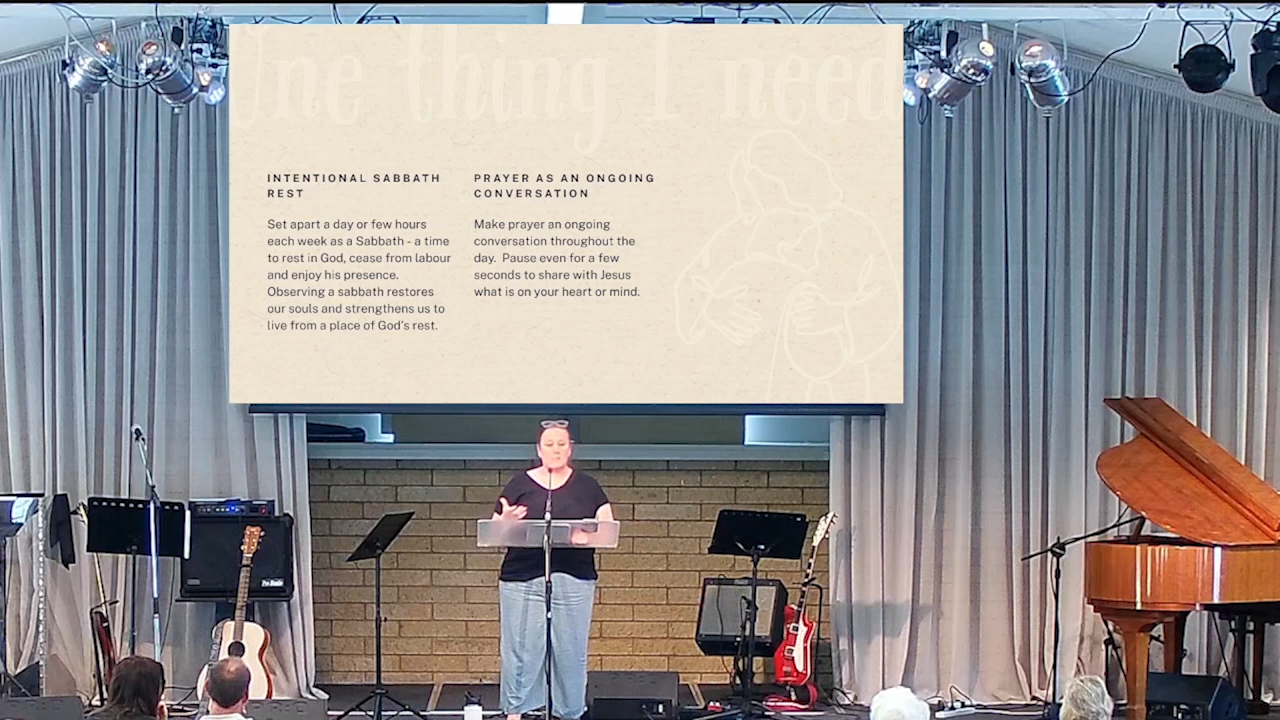 One thing I need
INTENTIONAL SABBATH
REST
Set apart a day or few hours
each week as a Sabbath - a time
to rest in God, cease from labour
and enjoy his presence.
Observing a sabbath restores
our souls and strengthens us to
live from a place of God's rest.
PRAYER AS AN ONGOING
CONVERSATION
Make prayer an ongoing
conversation throughout the
day. Pause even for a few
seconds to share with Jesus
what is on your heart or mind.